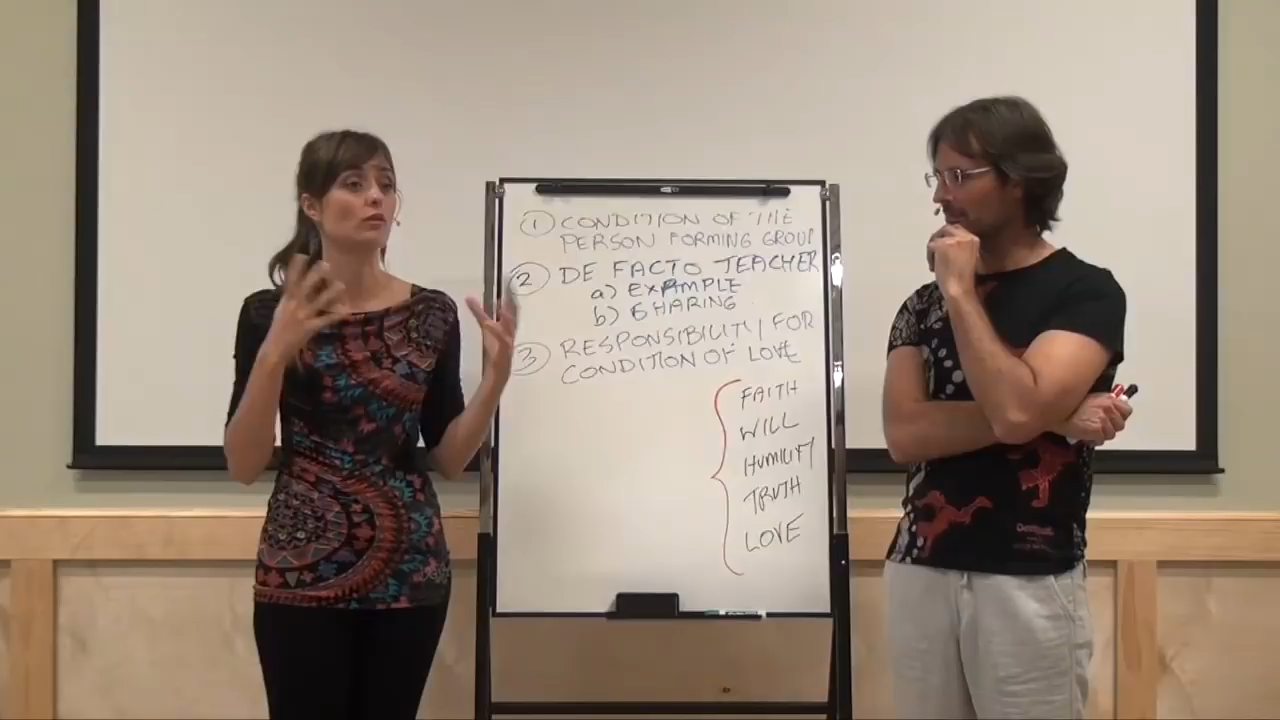 ① CONDITION OF THE
PERSON FORMING GROUP
② DE FACTO TEACHER
a) EXAMPLE
b) SHARING
③ RESPONSIBILITY FOR
CONDITION OF LOVE
FAITH
WILL
HUMILITY
TRUTH
LOVE